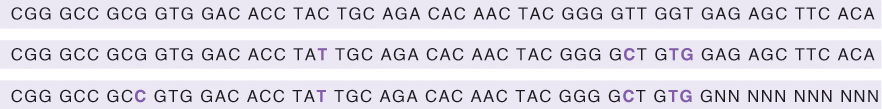 CGG GCC GCG GTG GAC ACC TAC TGC AGA CAC AAC TAC GGG GTT GGT GAG AGC TTC ACA
CGG GCC GCG GTG GAC ACC TAT TGC AGA CAC AAC TAC GGG GCT GTG GAG AGC TTC ACA
CGG GCC GCC GTG GAC ACC TAT TGC AGA CAC AAC TAC GGG GCT GTG GNN NNN NNN NNN